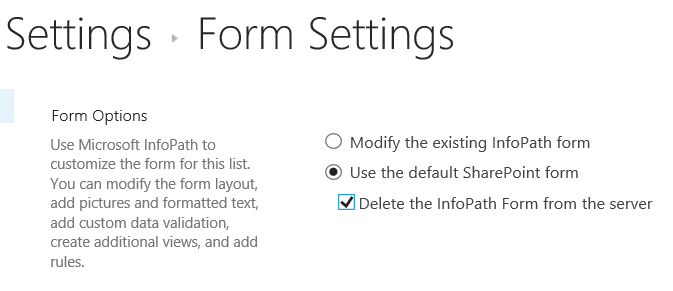 Settings ▸ Form Settings
Form Options
Use Microsoft InfoPath to
customize the form for this list.
You can modify the form layout,
add pictures and formatted text,
add custom data validation,
create additional views, and add
rules.
Modify the existing InfoPath form
Use the default SharePoint form
Delete the InfoPath Form from the server